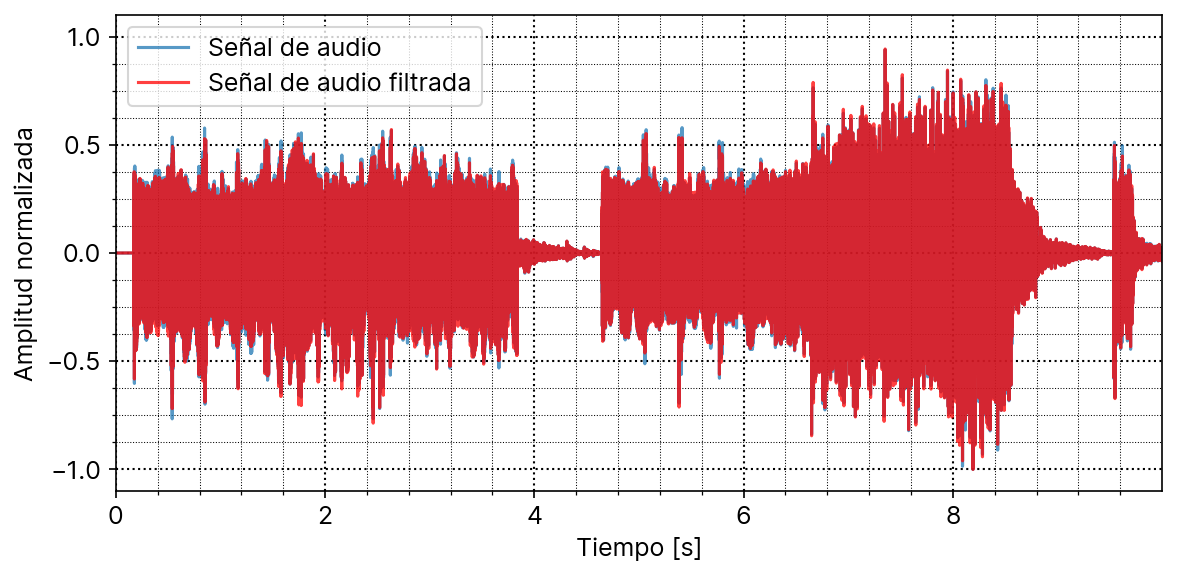 Señal de audio
Señal de audio filtrada
Amplitud normalizada
1.0
0.5
0.0
−0.5
−1.0
0 2 4 6 8
Tiempo [s]